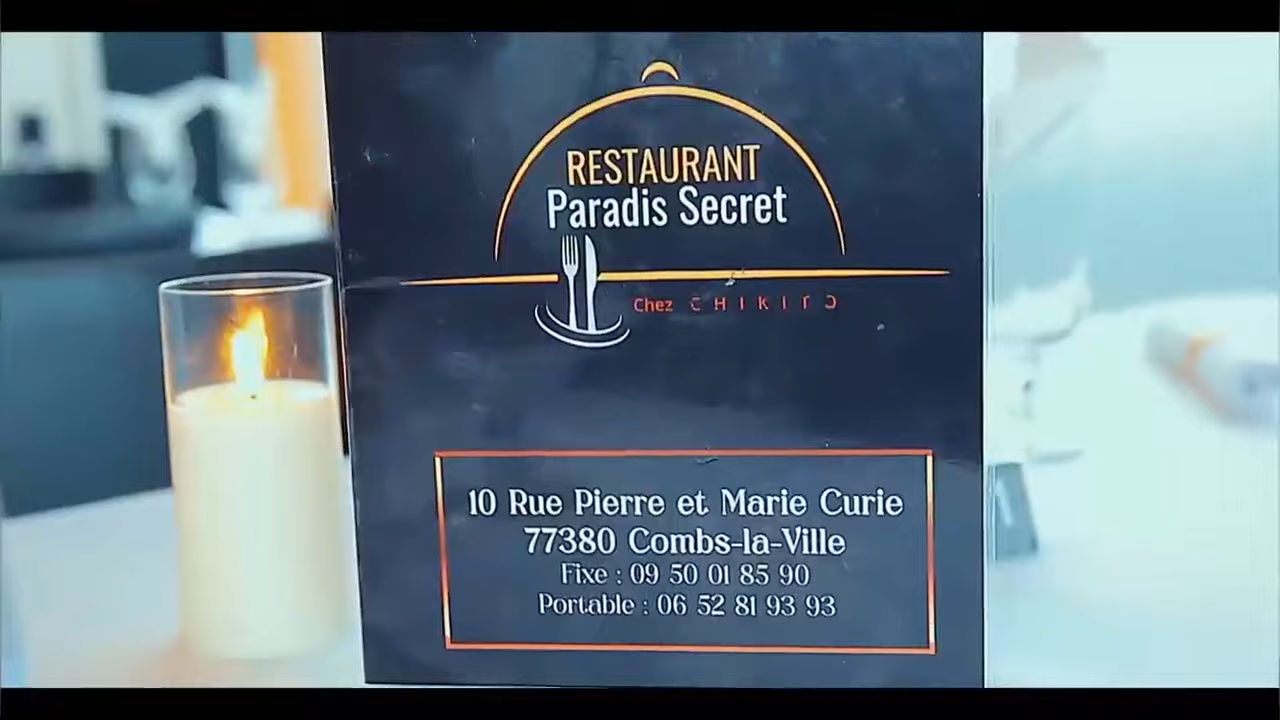 RESTAURANT
Paradis Secret
Chez CHIKITO
10 Rue Pierre et Marie Curie
77380 Combs-la-Ville
Fixe : 09 50 01 85 90
Portable : 06 52 81 93 93